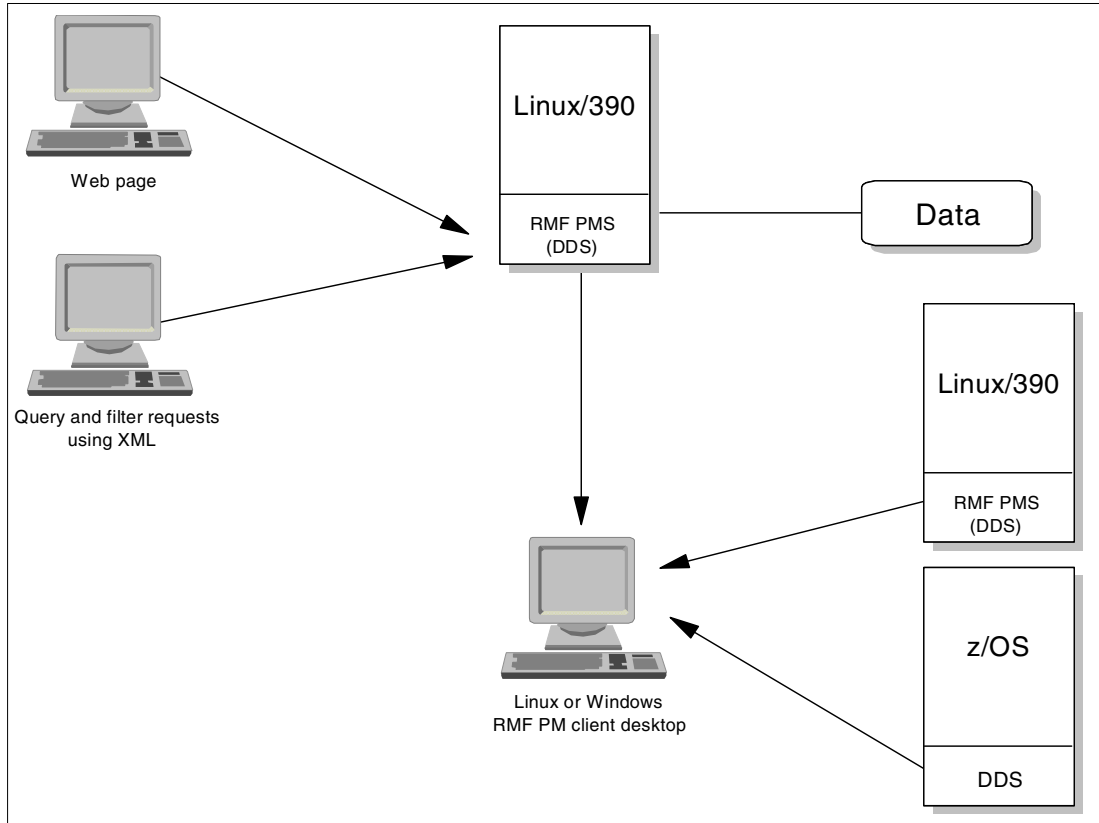 Web page
Linux/390
RMF PMS
(DDS)
Data
Query and filter requests
using XML
Linux/390
RMF PMS
(DDS)
Linux or Windows
RMF PM client desktop
z/OS
DDS